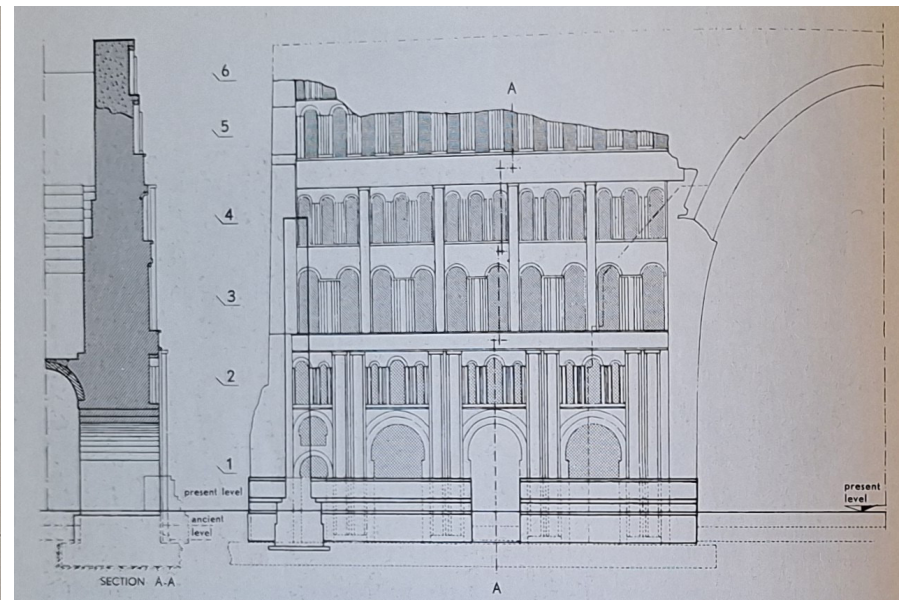 6
A
5
4
3
2
1
present level
present
level
ancient
level
SECTION A-A
A